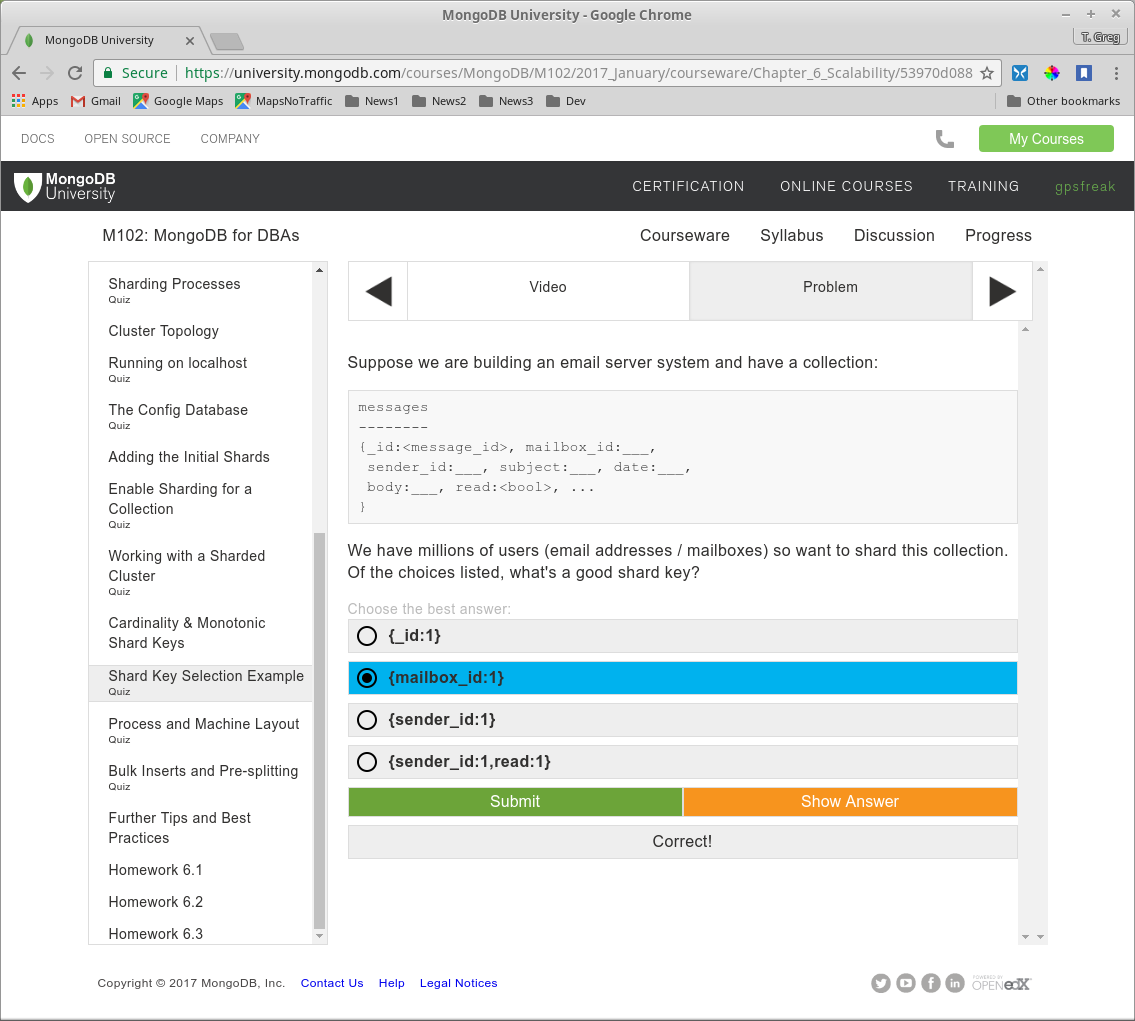 MongoDB University - Google Chrome
MongoDB University
T. Greg
Secure
https://university.mongodb.com/courses/MongoDB/M102/2017_January/courseware/Chapter_6_Scalability/53970d088
Apps Gmail Google Maps MapsNoTraffic News1 News2 News3 Dev Other bookmarks
DOCS OPEN SOURCE COMPANY My Courses
MongoDB
University
CERTIFICATION ONLINE COURSES TRAINING gpsfreak
M102: MongoDB for DBAs Courseware Syllabus Discussion Progress
Sharding Processes
Quiz
Cluster Topology
Running on localhost
Quiz
The Config Database
Quiz
Adding the Initial Shards
Enable Sharding for a
Collection
Quiz
Working with a Sharded
Cluster
Quiz
Cardinality & Monotonic
Shard Keys
Shard Key Selection Example
Quiz
Process and Machine Layout
Quiz
Bulk Inserts and Pre-splitting
Quiz
Further Tips and Best
Practices
Homework 6.1
Homework 6.2
Homework 6.3
Video Problem
Suppose we are building an email server system and have a collection:
messages
--------
{_id:<message_id>, mailbox_id:___,
sender_id:___, subject:___, date:___,
body:___, read:<bool>, ...
}
We have millions of users (email addresses / mailboxes) so want to shard this collection.
Of the choices listed, what's a good shard key?
Choose the best answer:
{_id:1}
{mailbox_id:1}
{sender_id:1}
{sender_id:1,read:1}
Submit Show Answer
Correct!
Copyright © 2017 MongoDB, Inc. Contact Us Help Legal Notices
POWERED BY
OPEN edX